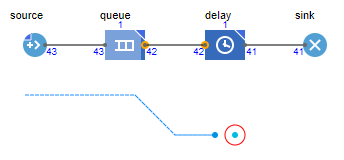 source queue delay sink
1 1
43 43 42 42 41 41